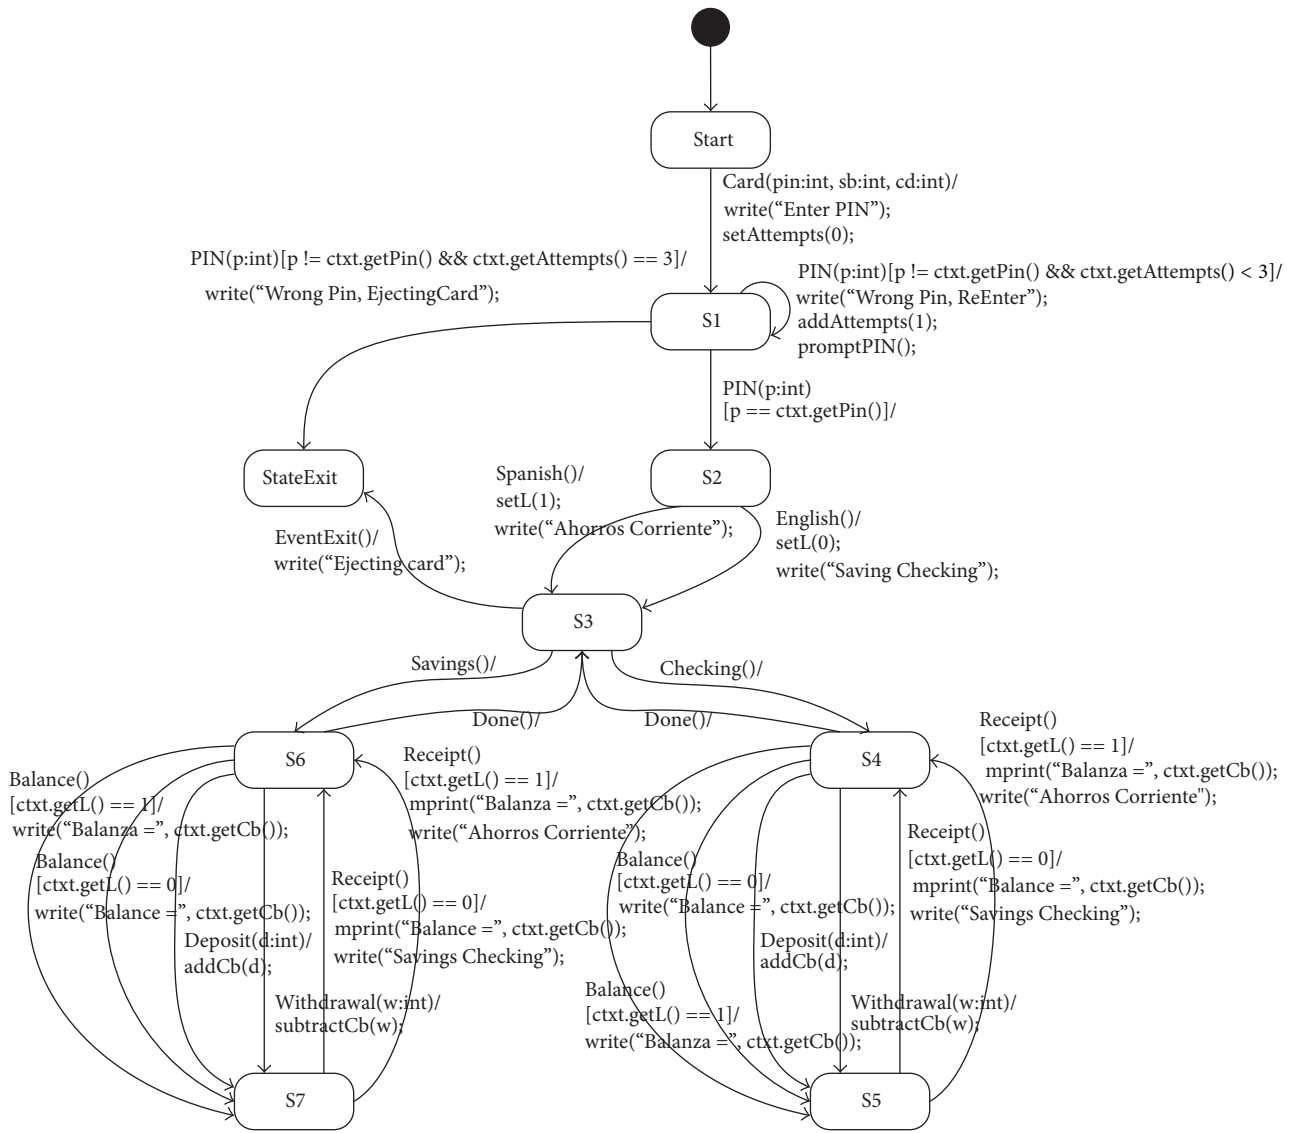 Start
Card(pin:int, sb:int, cd:int)/
write(“Enter PIN”);
setAttempts(0);
PIN(p:int)[p != ctxt.getPin() && ctxt.getAttempts() == 3]/
write(“Wrong Pin, EjectingCard”);
PIN(p:int)[p != ctxt.getPin() && ctxt.getAttempts() < 3]/
write(“Wrong Pin, ReEnter”);
addAttempts(1);
promptPIN();
S1
PIN(p:int)
[p == ctxt.getPin()]/
StateExit
S2
Spanish()/
setL(1);
write(“Ahorros Corriente”);
English()/
setL(0);
write(“Saving Checking”);
EventExit()/
write(“Ejecting card”);
S3
Savings()/
Checking()/
Done()/
Done()/
S6
S4
Balance()
[ctxt.getL() == 1]/
write(“Balanza =”, ctxt.getCb());
Balance()
[ctxt.getL() == 0]/
write(“Balance =”, ctxt.getCb());
Deposit(d:int)/
addCb(d);
Withdrawal(w:int)/
subtractCb(w);
Receipt()
[ctxt.getL() == 1]/
mprint(“Balanza =”, ctxt.getCb());
write(“Ahorros Corriente”);
Receipt()
[ctxt.getL() == 0]/
mprint(“Balance =”, ctxt.getCb());
write(“Savings Checking”);
S7
Balance()
[ctxt.getL() == 0]/
write(“Balance =”, ctxt.getCb());
Balance()
[ctxt.getL() == 1]/
write(“Balanza =”, ctxt.getCb());
Deposit(d:int)/
addCb(d);
Withdrawal(w:int)/
subtractCb(w);
Receipt()
[ctxt.getL() == 1]/
mprint(“Balanza =”, ctxt.getCb());
write(“Ahorros Corriente");
Receipt()
[ctxt.getL() == 0]/
mprint(“Balance =”, ctxt.getCb());
write(“Savings Checking”);
S5